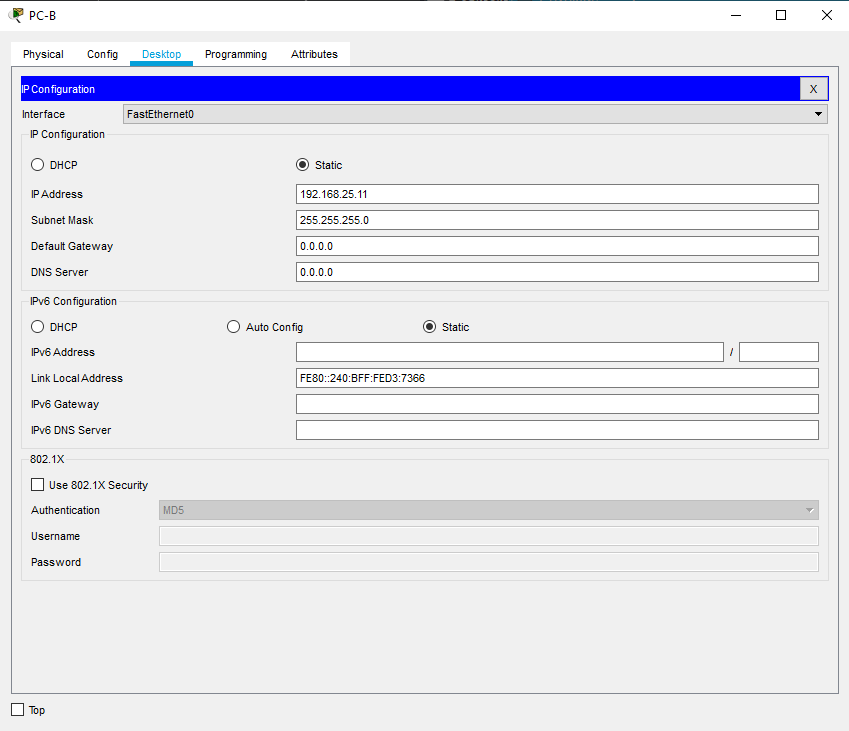 PC-B
Physical Config Desktop Programming Attributes
IP Configuration X
Interface FastEthernet0
IP Configuration
DHCP Static
IP Address 192.168.25.11
Subnet Mask 255.255.255.0
Default Gateway 0.0.0.0
DNS Server 0.0.0.0
IPv6 Configuration
DHCP Auto Config Static
IPv6 Address /
Link Local Address FE80::240:BFF:FED3:7366
IPv6 Gateway
IPv6 DNS Server
802.1X
Use 802.1X Security
Authentication MD5
Username
Password
Top